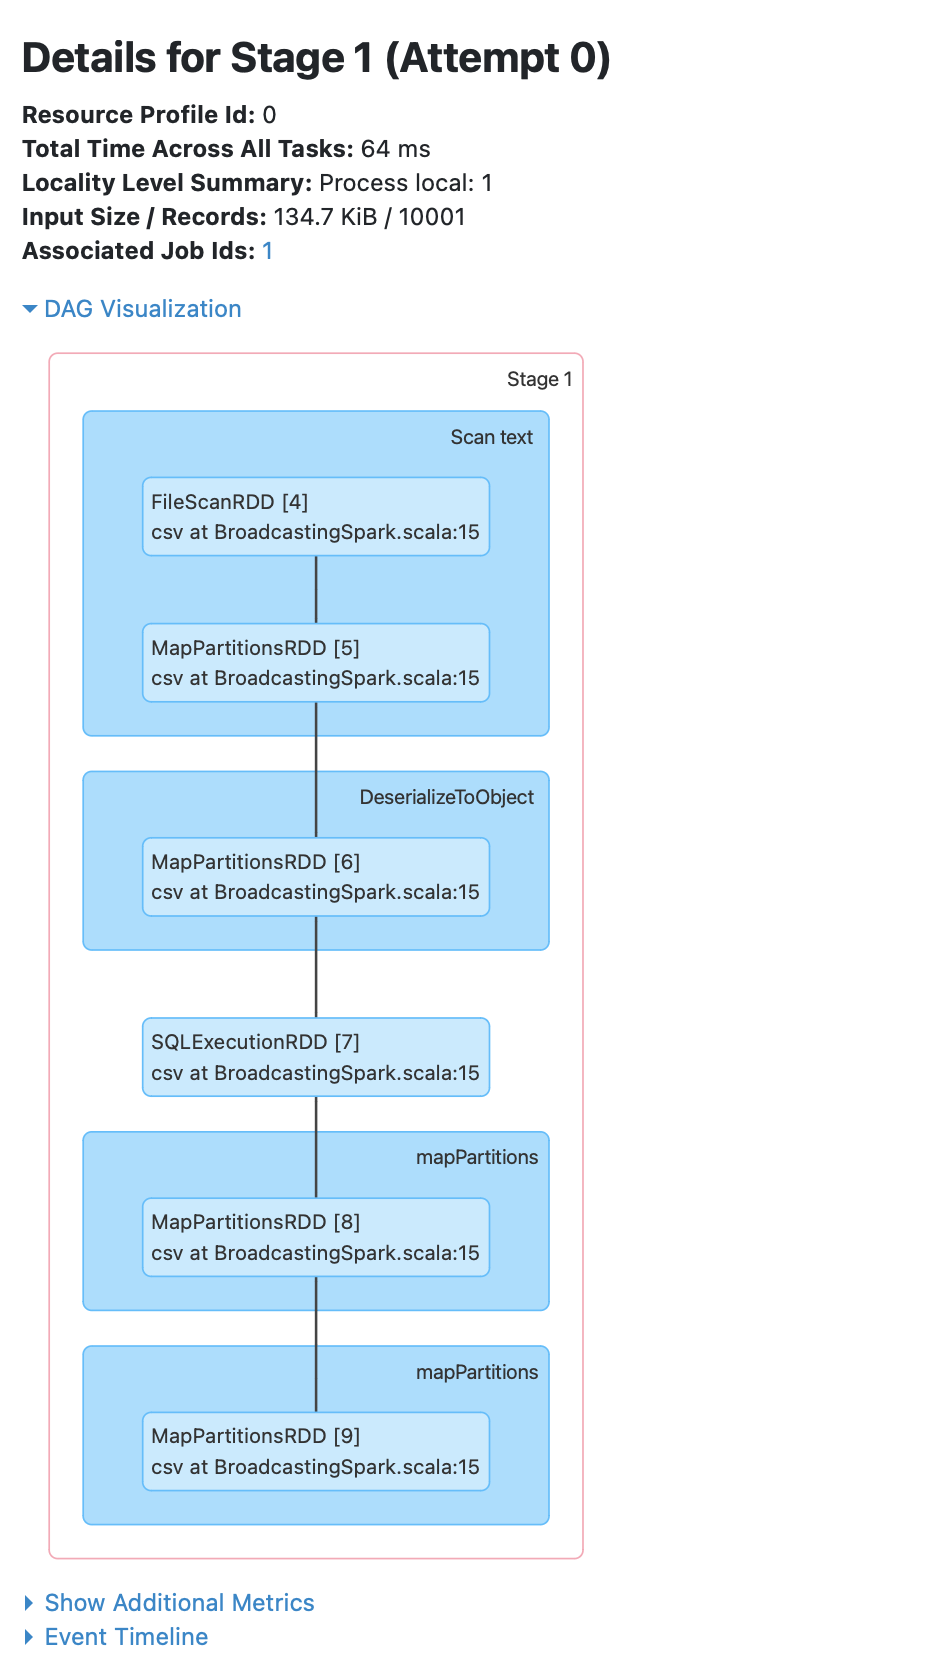 Details for Stage 1 (Attempt 0)
Resource Profile Id: 0
Total Time Across All Tasks: 64 ms
Locality Level Summary: Process local: 1
Input Size / Records: 134.7 KiB / 10001
Associated Job Ids: 1
DAG Visualization
Stage 1
Scan text
FileScanRDD [4]
csv at BroadcastingSpark.scala:15
MapPartitionsRDD [5]
csv at BroadcastingSpark.scala:15
DeserializeToObject
MapPartitionsRDD [6]
csv at BroadcastingSpark.scala:15
SQLExecutionRDD [7]
csv at BroadcastingSpark.scala:15
mapPartitions
MapPartitionsRDD [8]
csv at BroadcastingSpark.scala:15
mapPartitions
MapPartitionsRDD [9]
csv at BroadcastingSpark.scala:15
Show Additional Metrics
Event Timeline